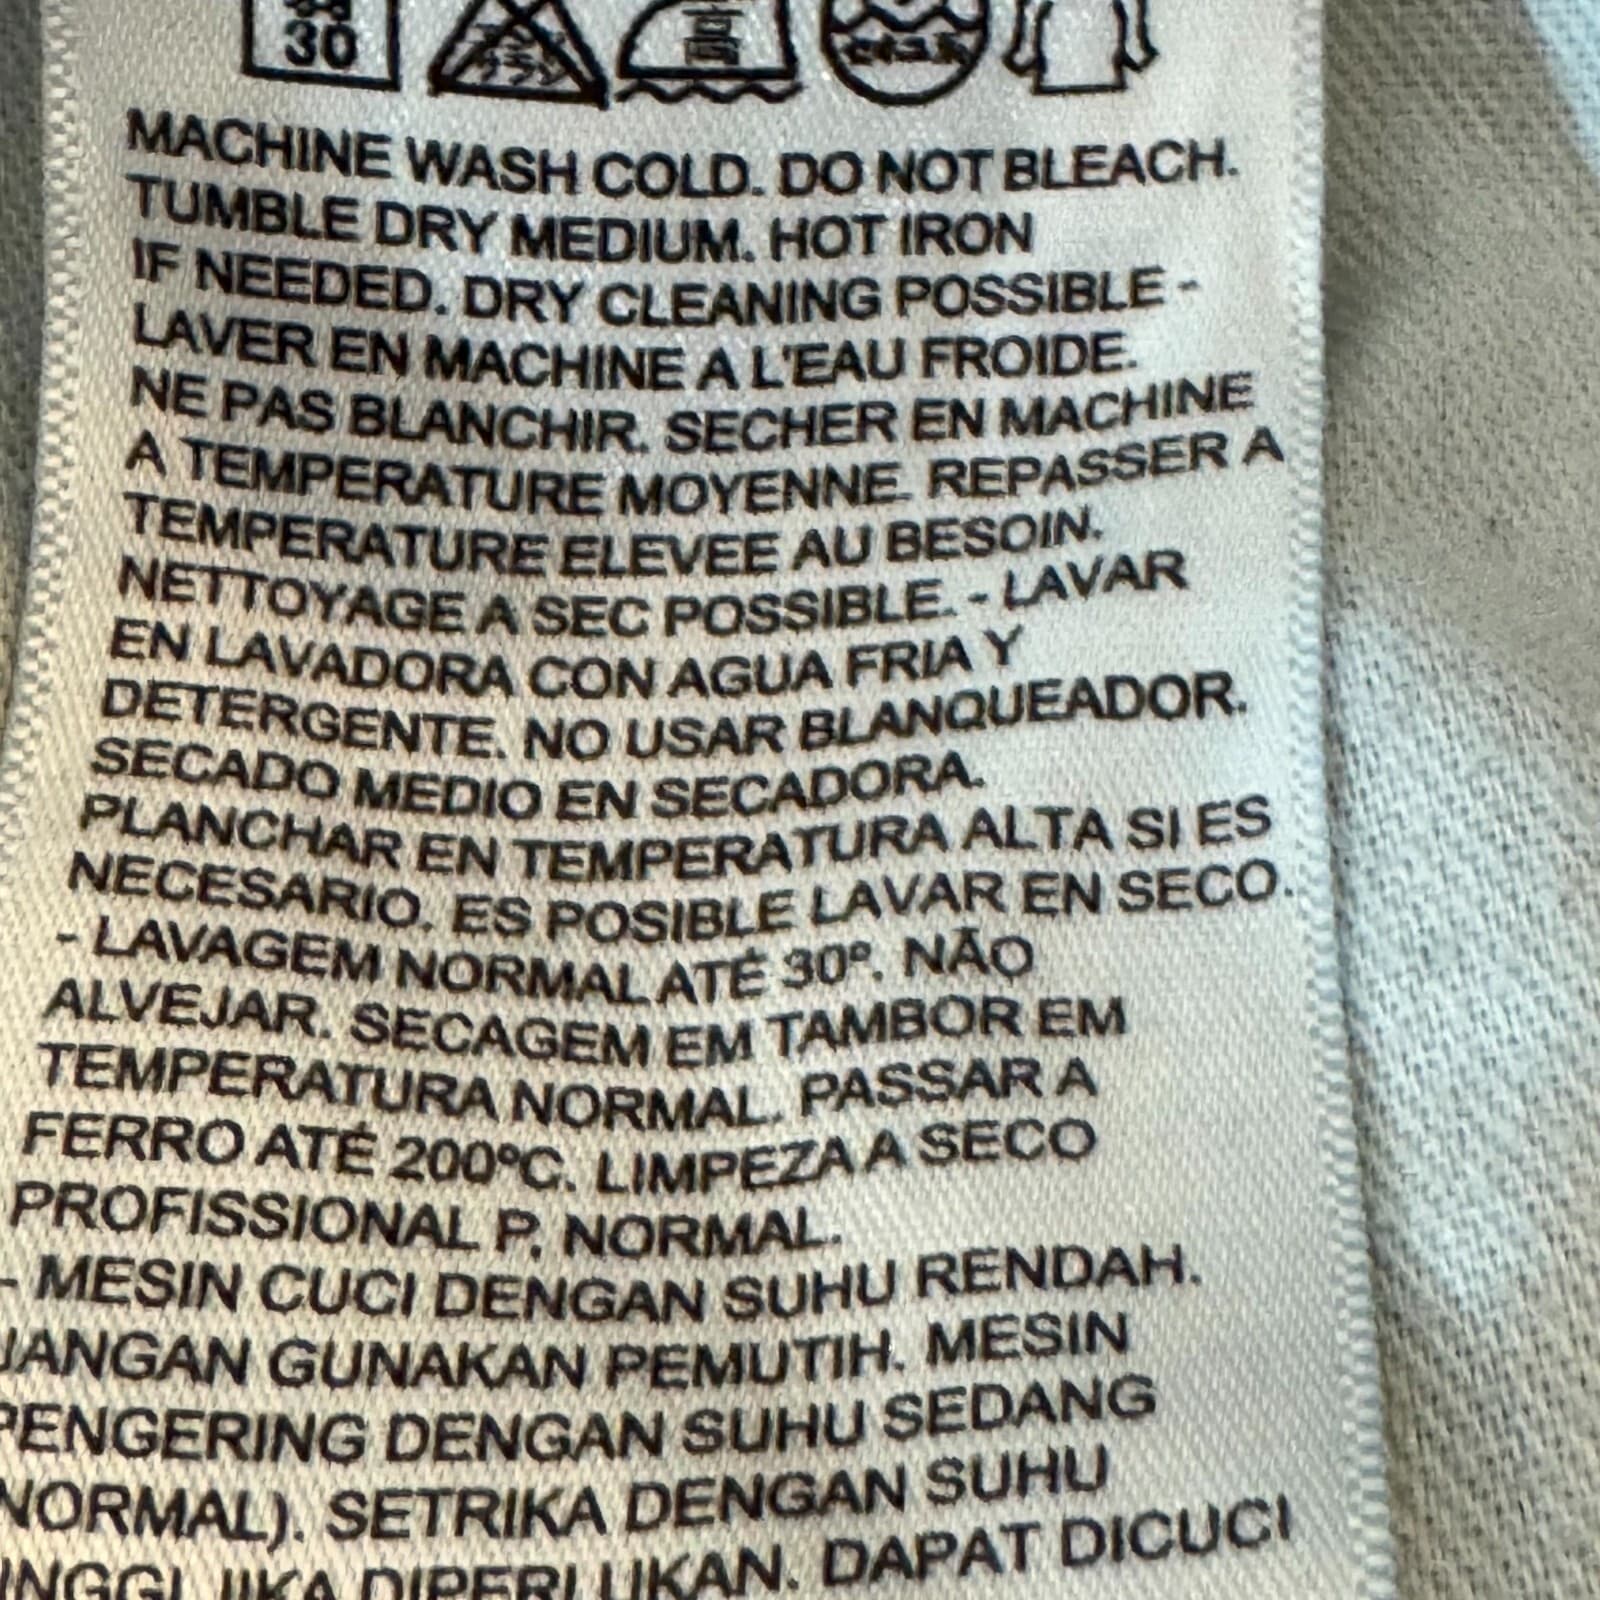 30
MACHINE WASH COLD. DO NOT BLEACH.
TUMBLE DRY MEDIUM. HOT IRON
IF NEEDED. DRY CLEANING POSSIBLE -
LAVER EN MACHINE A L'EAU FROIDE.
NE PAS BLANCHIR. SECHER EN MACHINE
A TEMPERATURE MOYENNE. REPASSER A
TEMPERATURE ELEVEE AU BESOIN.
NETTOYAGE A SEC POSSIBLE. - LAVAR
EN LAVADORA CON AGUA FRIA Y
DETERGENTE. NO USAR BLANQUEADOR.
SECADO MEDIO EN SECADORA.
PLANCHAR EN TEMPERATURA ALTA SI ES
NECESARIO. ES POSIBLE LAVAR EN SECO.
- LAVAGEM NORMAL ATÉ 30º. NÃO
ALVEJAR. SECAGEM EM TAMBOR EM
TEMPERATURA NORMAL. PASSAR A
FERRO ATÉ 200ºC. LIMPEZA A SECO
PROFISSIONAL P. NORMAL.
- MESIN CUCI DENGAN SUHU RENDAH.
JANGAN GUNAKAN PEMUTIH. MESIN
PENGERING DENGAN SUHU SEDANG
NORMAL). SETRIKA DENGAN SUHU
INGGI JIKA DIPERLUKAN. DAPAT DICUCI